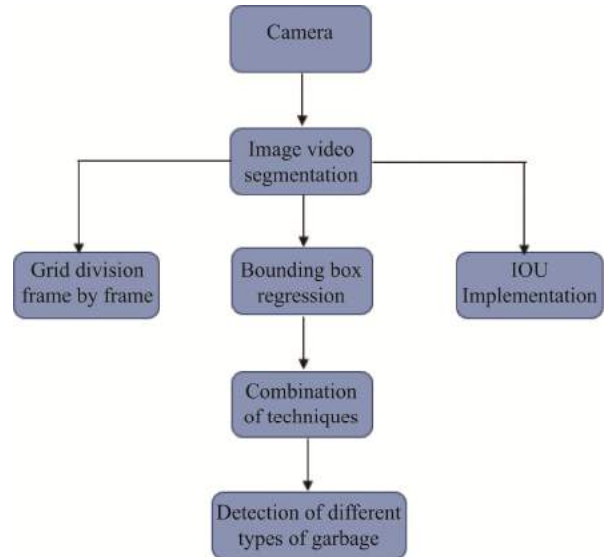 Camera
Image video
segmentation
Grid division
frame by frame
Bounding box
regression
IOU
Implementation
Combination
of techniques
Detection of different
types of garbage